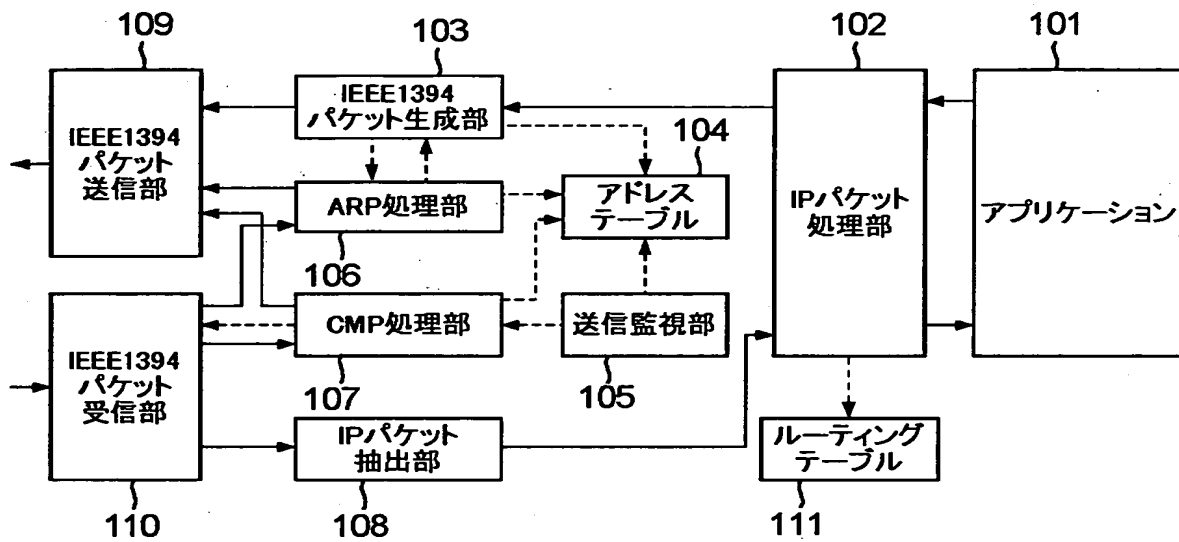 109
103
102
101
IEEE1394
パケット
送信部
IEEE1394
パケット生成部
104
アドレス
テーブル
IPパケット
処理部
アプリケーション
ARP処理部
106
CMP処理部
送信監視部
107
105
IEEE1394
パケット
受信部
IPパケット
抽出部
ルーティング
テーブル
110
108
111